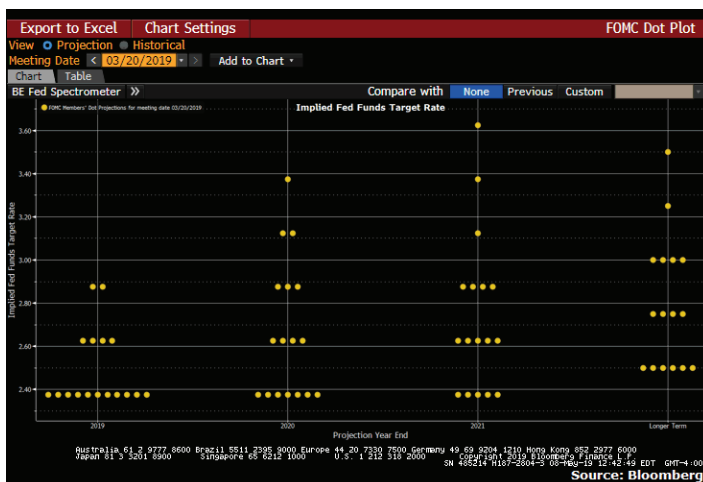 Export to Excel Chart Settings FOMC Dot Plot
View Projection Historical
Meeting Date < 03/20/2019 > Add to Chart
Chart Table
BE Fed Spectrometer » Compare with None Previous Custom
FOMC Members' Dot Projections for meeting date 03/20/2019 Implied Fed Funds Target Rate
Implied Fed Funds Target Rate
3.60
3.40
3.20
3.00
2.80
2.60
2.40
2019 2020 2021 Longer Term
Projection Year End
Australia 61 2 9777 8600 Brazil 5511 2395 9000 Europe 44 20 7330 7500 Germany 49 69 9204 1210 Hong Kong 852 2977 6000
Japan 81 3 3201 8900 Singapore 65 6212 1000 U.S. 1 212 318 2000 Copyright 2019 Bloomberg Finance L.P.
SN 485214 H187-2804-3 08-May-19 12:42:49 EDT GMT-4:00
Source: Bloomberg